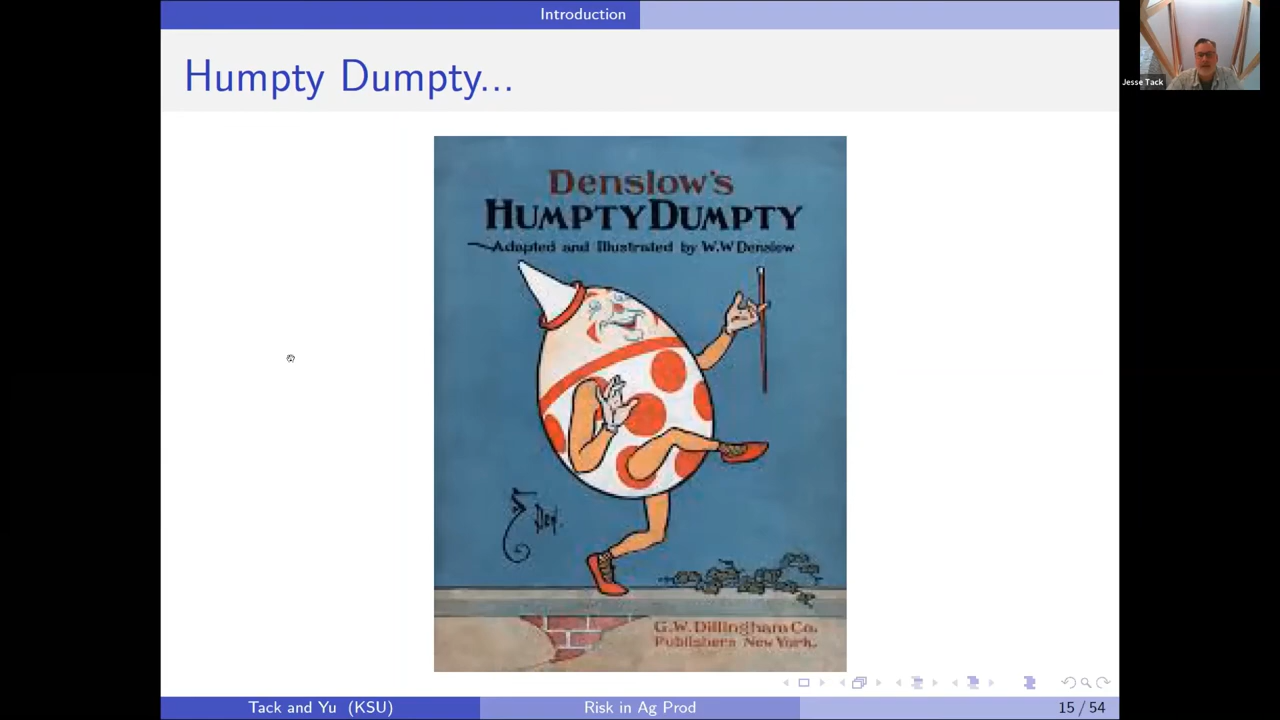 Introduction
Humpty Dumpty...
Denslow's
HUMPTY DUMPTY
Adapted and Illustrated by W.W Denslow
Den.
G.W. Dillingham Co.
Publishers New York.
Tack and Yu (KSU)
Risk in Ag Prod
15 / 54
Jesse Tack